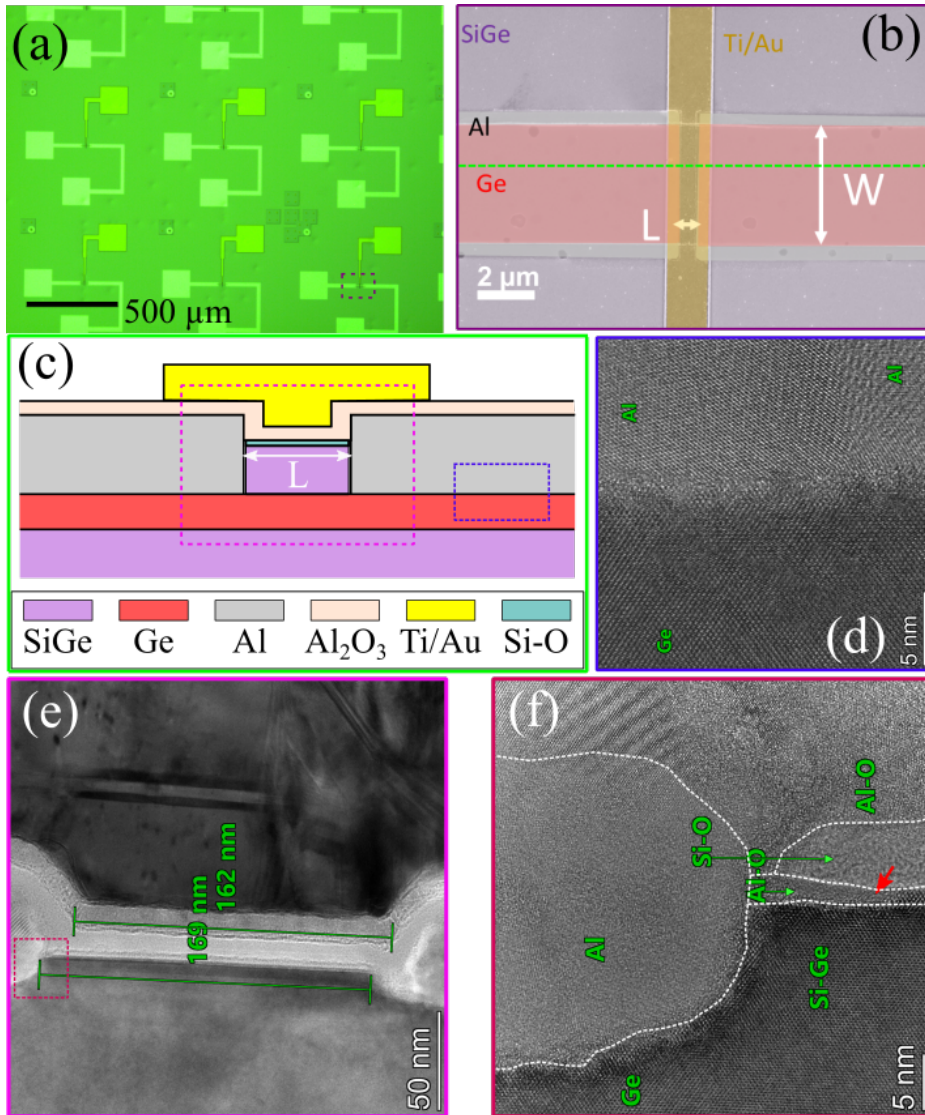 (a)
500 µm
(b)
SiGe
Ti/Au
Al
Ge
W
L
2 µm
(c)
L
SiGe
Ge
Al
Al₂O₃
Ti/Au
Si-O
(d)
Al
Al
Ge
5 nm
(e)
162 nm
169 nm
50 nm
(f)
Si-O
Al-O
Al-O
Al
Si-Ge
Ge
5 nm